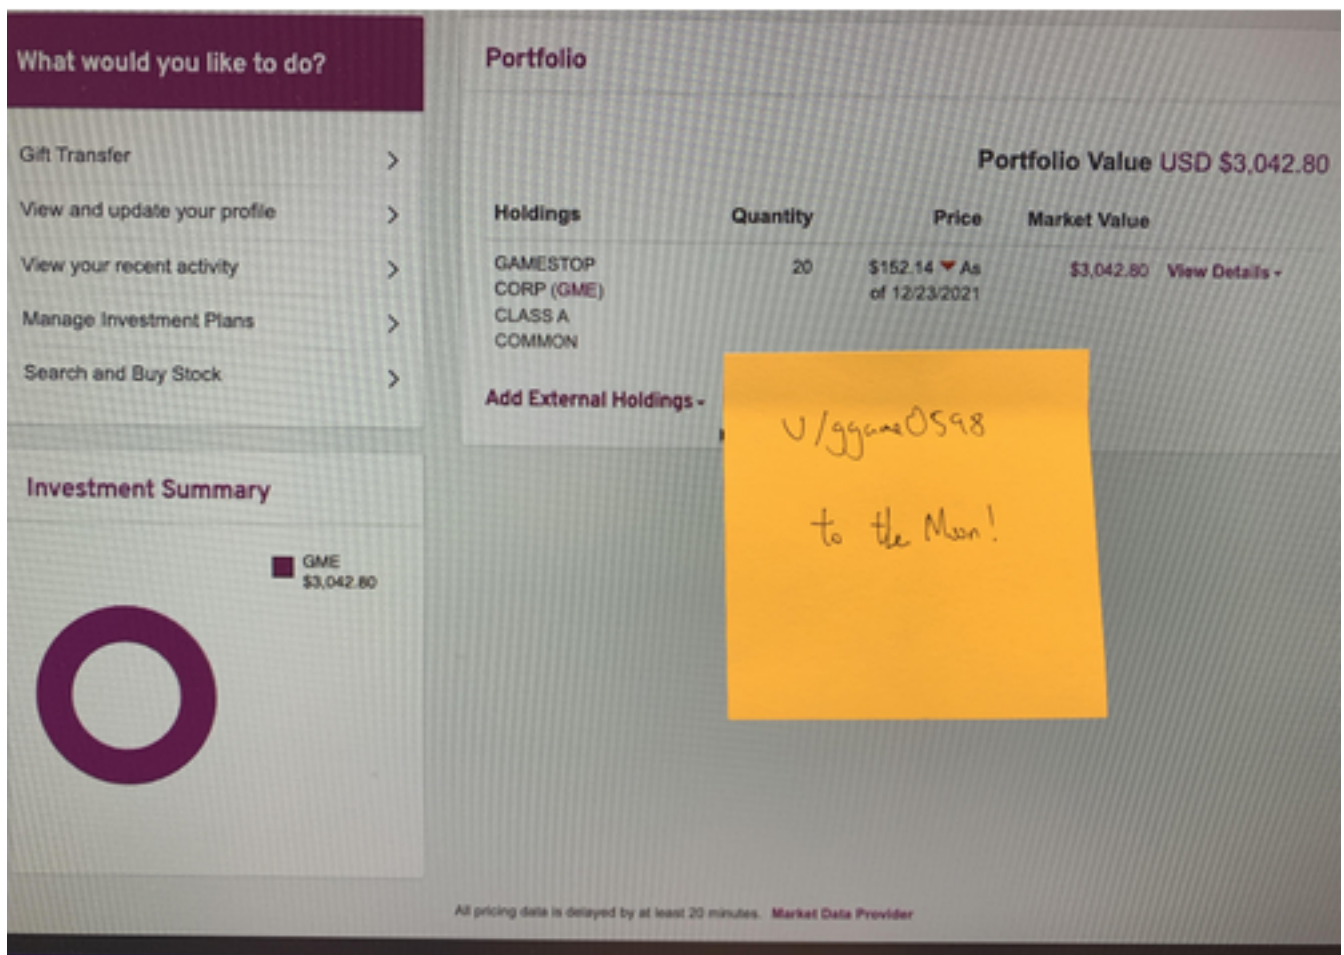 What would you like to do?
Gift Transfer
View and update your profile
View your recent activity
Manage Investment Plans
Search and Buy Stock
Investment Summary
GME
$3,042.80
Portfolio
Portfolio Value USD $3,042.80
Holdings Quantity Price Market Value
GAMESTOP 20 $152.14 As $3,042.80 View Details
CORP (GME) of 12/23/2021
CLASS A
COMMON
Add External Holdings
u/ggame0598
to the Moon!
All pricing data is delayed by at least 20 minutes. Market Data Provider